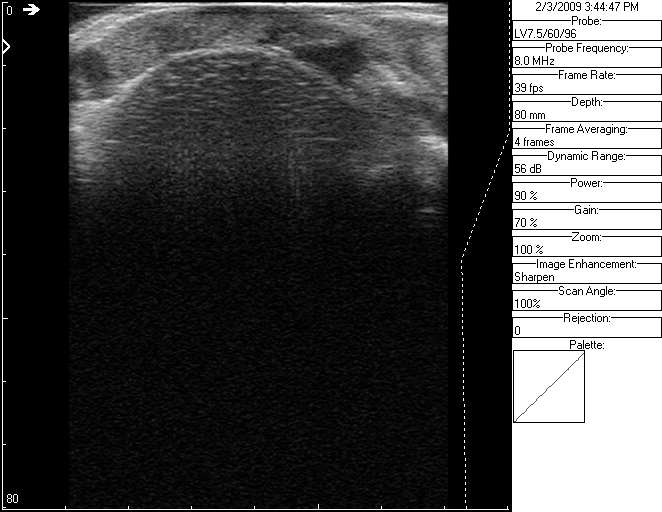 0
80
2/3/2009 3:44:47 PM
Probe:
LV7.5/60/96
Probe Frequency:
8.0 MHz
Frame Rate:
39 fps
Depth:
80 mm
Frame Averaging:
4 frames
Dynamic Range:
56 dB
Power:
90 %
Gain:
70 %
Zoom:
100 %
Image Enhancement:
Sharpen
Scan Angle:
100%
Rejection:
0
Palette: